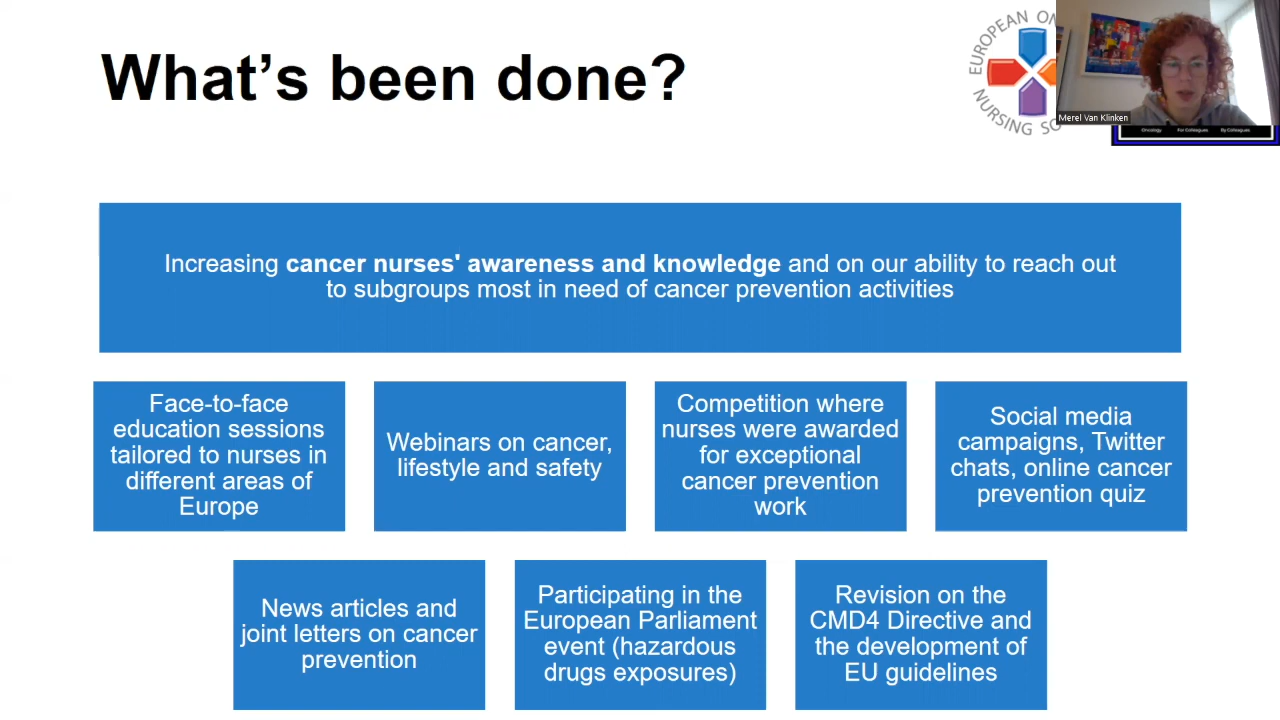 What's been done?
EUROPEAN ON
NURSING SO
Merel Van Klinken
Oncology For Colleagues By Colleagues
Increasing cancer nurses' awareness and knowledge and on our ability to reach out
to subgroups most in need of cancer prevention activities
Face-to-face
education sessions
tailored to nurses in
different areas of
Europe
Webinars on cancer,
lifestyle and safety
Competition where
nurses were awarded
for exceptional
cancer prevention
work
Social media
campaigns, Twitter
chats, online cancer
prevention quiz
News articles and
joint letters on cancer
prevention
Participating in the
European Parliament
event (hazardous
drugs exposures)
Revision on the
CMD4 Directive and
the development of
EU guidelines